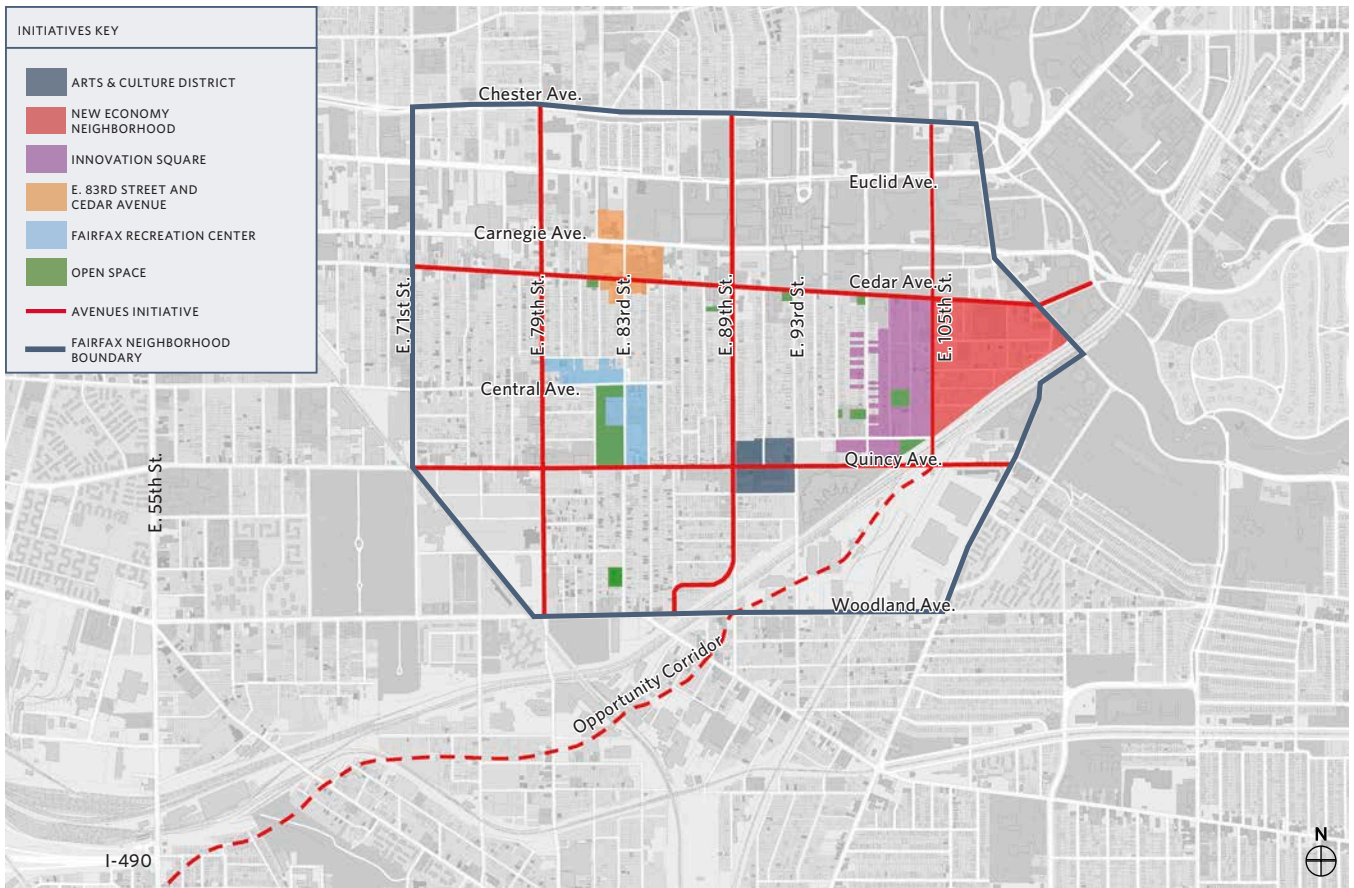 INITIATIVES KEY
ARTS & CULTURE DISTRICT
NEW ECONOMY
NEIGHBORHOOD
INNOVATION SQUARE
E. 83RD STREET AND
CEDAR AVENUE
FAIRFAX RECREATION CENTER
OPEN SPACE
AVENUES INITIATIVE
FAIRFAX NEIGHBORHOOD
BOUNDARY
Chester Ave.
Euclid Ave.
Carnegie Ave.
Cedar Ave.
E. 71st St.
E. 79th St.
E. 83rd St.
E. 89th St.
E. 93rd St.
E. 105th St.
Central Ave.
Quincy Ave.
E. 55th St.
Woodland Ave.
Opportunity Corridor
I-490
N